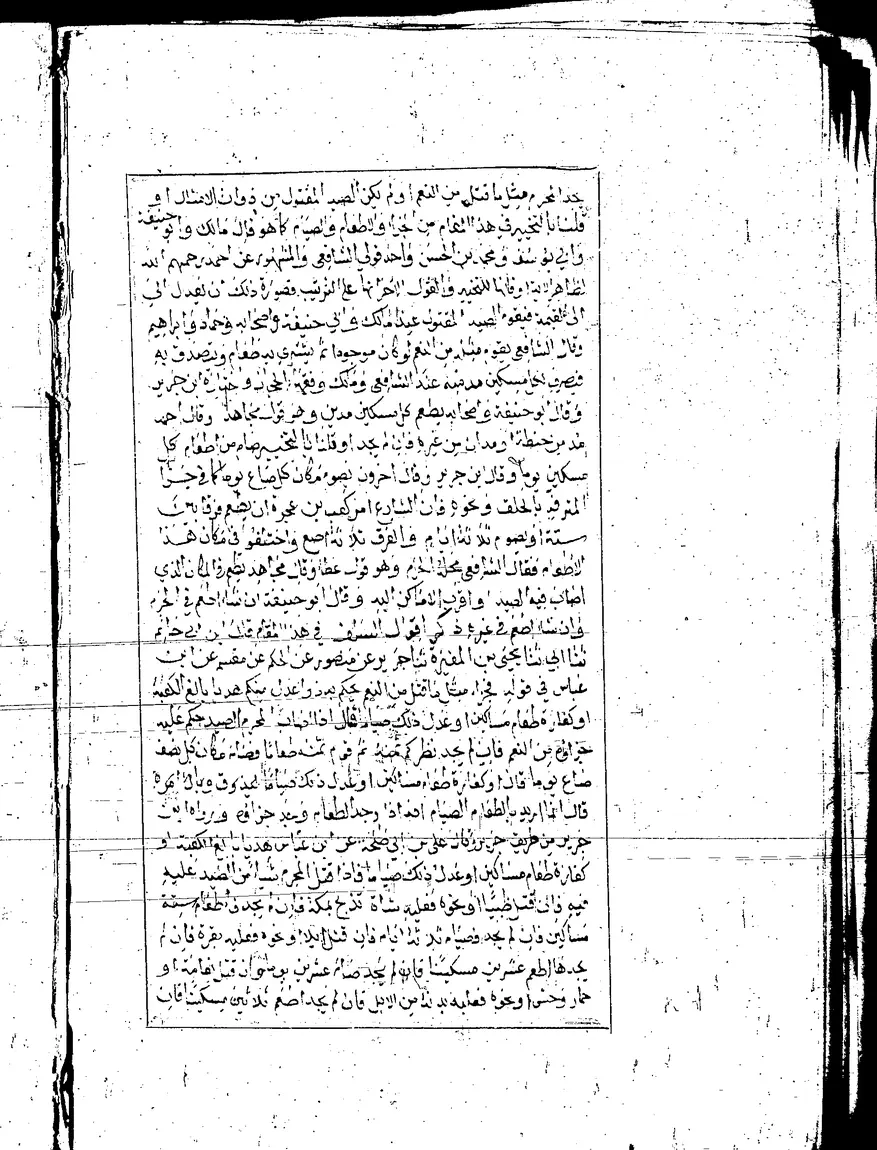 يجد المحرم مثل ما قتل من النعم او لم يكن الصيد المقتول من ذوات الامثال او
قلنا بالتخيير في هذا المقام من الجزا والاطعام والصيام كما هو قول مالك وابو حنيفة
وابي يوسف ومحمد بن الحسن واحد قولي الشافعي والمشهور عن احمد رحمهم الله
لظاهر الاية او فانها للتخيير والقول الاخر انها على الترتيب فصورة ذلك ان يعدل الى
الى القيمة فيقوم الصيد المقتول عند مالك وابي حنيفة واصحابه وحماد وابراهيم
وقال الشافعي يقوم مثله من النعم لو كان موجودا ثم يشتري به طعام ويتصدق به
فيصرف لكل مسكين مد منه عند الشافعي ومالك وفقها الحجاز واختاره ابن جرير
وقال ابو حنيفة واصحابه يطعم كل مسكين مدين وهو قول مجاهد وقال احمد
مد من حنطة او مدان من غيره فان لم يجد او قلنا بالتخيير صام من اطعام كل
مسكين يوما وقال ابن جرير وقال اخرون يصوم مكان كل صاع يوما كما في جزا
المترفه بالحلق ونحوه فان الشارع امر كعب بن عجرة ان يطعم فرقا بين
ستة او يصوم ثلاثة ايام والفرق ثلاثة اصع واختلفوا في مكان هذا
الاطعام فقال الشافعي محله الحرم وهو قول عطا وقال مجاهد يطعم في المكان الذي
اصاب فيه الصيد او اقرب الاماكن اليه وقال ابو حنيفة ان شا اطعم في الحرم
وان شا اطعم في غيره ذكر اقوال السلف في هذا المقام قال ابن ابي حاتم
ثنا ابي ثنا يحيى بن المغيرة ثنا جرير عن منصور عن الحكم عن مقسم عن ابن
عباس في قوله فجزاء مثل ما قتل من النعم يحكم به ذوا عدل منكم هديا بالغ الكعبة
او كفارة طعام مساكين او عدل ذلك صياما قال اذا اصاب المحرم الصيد حكم عليه
جزاؤه من النعم فان لم يجد نظر كم ثمنه ثم قوم ثمنه طعاما فصام مكان كل نصف
صاع يوما قال او كفارة طعام مساكين او عدل ذلك صياما ليذوق وبال امره
قال انما اريد بالطعام الصيام انه اذا وجد الطعام وجد جزاؤه ورواه ابن
جرير من طريق جرير وقال علي بن ابي طلحة عن ابن عباس هديا بالغ الكعبة او
كفارة طعام مساكين او عدل ذلك صياما فاذا قتل المحرم شيا من الصيد عليه
فيه فان قتل ظبيا او نحوه فعليه شاة تذبح بمكة فان لم يجد فاطعام ستة
مساكين فان لم يجد فصيام ثلاثة ايام فان قتل ايلا او نحوه فعليه بقرة فان لم
يجدها اطعم عشرين مسكينا فان لم يجد صام عشرين يوما وان قتل نعامة او
حمار وحش او نحوه فعليه بدنة من الابل فان لم يجد اطعم ثلاثين مسكينا فان